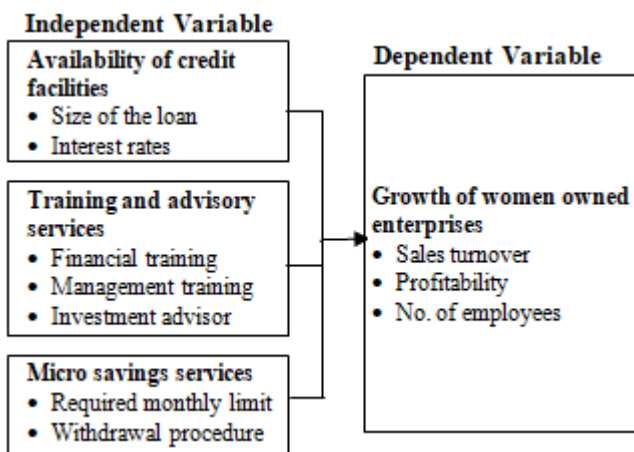 Independent Variable
Availability of credit
facilities
• Size of the loan
• Interest rates
Training and advisory
services
• Financial training
• Management training
• Investment advisor
Micro savings services
• Required monthly limit
• Withdrawal procedure
Dependent Variable
Growth of women owned
enterprises
• Sales turnover
• Profitability
• No. of employees